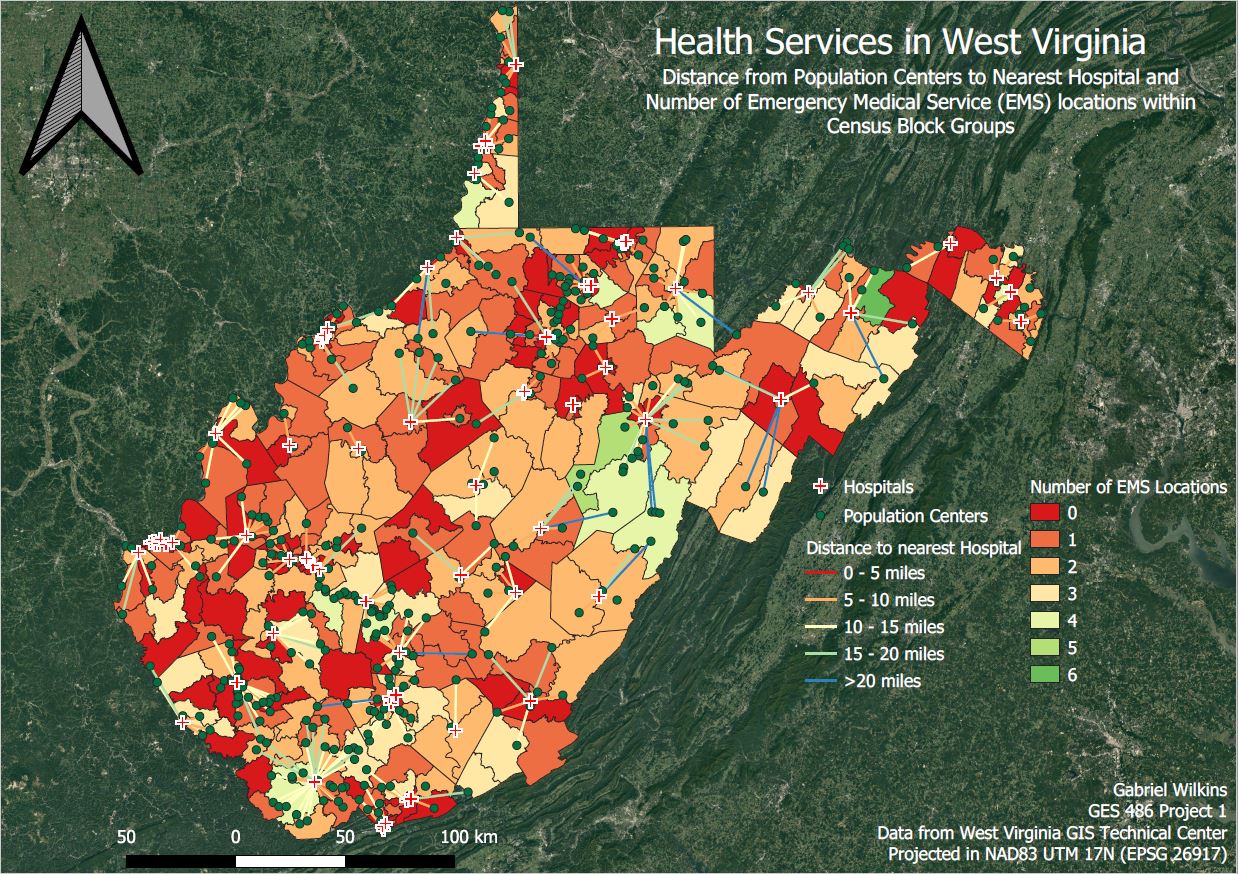 Health Services in West Virginia
Distance from Population Centers to Nearest Hospital and
Number of Emergency Medical Service (EMS) locations within
Census Block Groups
Hospitals
Population Centers
Distance to nearest Hospital
0 - 5 miles
5 - 10 miles
10 - 15 miles
15 - 20 miles
>20 miles
Number of EMS Locations
0
1
2
3
4
5
6
50 0 50 100 km
Gabriel Wilkins
GES 486 Project 1
Data from West Virginia GIS Technical Center
Projected in NAD83 UTM 17N (EPSG 26917)